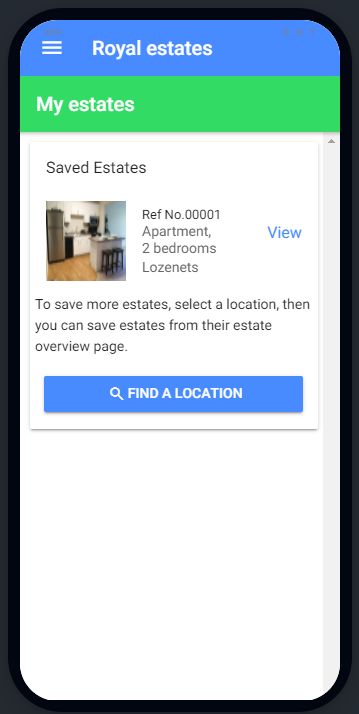 Royal estates
My estates
Saved Estates
Ref No.00001
Apartment,
2 bedrooms
Lozenets
View
To save more estates, select a location, then
you can save estates from their estate
overview page.
FIND A LOCATION